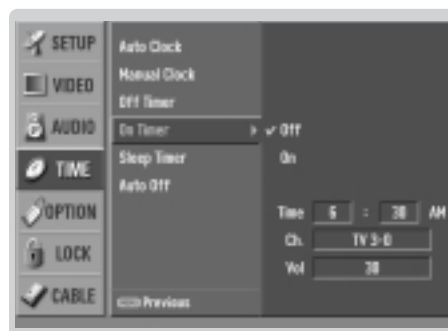 SETUP
VIDEO
AUDIO
TIME
OPTION
LOCK
CABLE
Auto Clock
Manual Clock
Off Timer
On Timer
Sleep Timer
Auto Off
Previous
✔ Off
On
Time 6 : 30 AM
Ch. TV 3-0
Vol 30